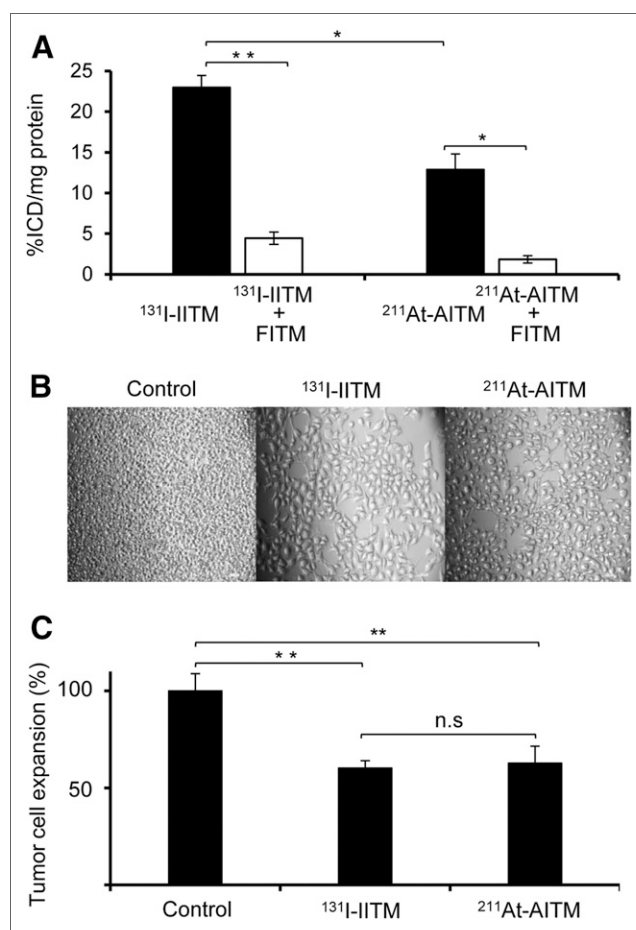 A
*
* *
*
25
20
15
10
5
0
%ICD/mg protein
¹³¹I-IITM
¹³¹I-IITM
+
FITM
²¹¹At-AITM
²¹¹At-AITM
+
FITM
B
Control
¹³¹I-IITM
²¹¹At-AITM
C
**
* *
n.s
100
50
Tumor cell expansion (%)
Control
¹³¹I-IITM
²¹¹At-AITM